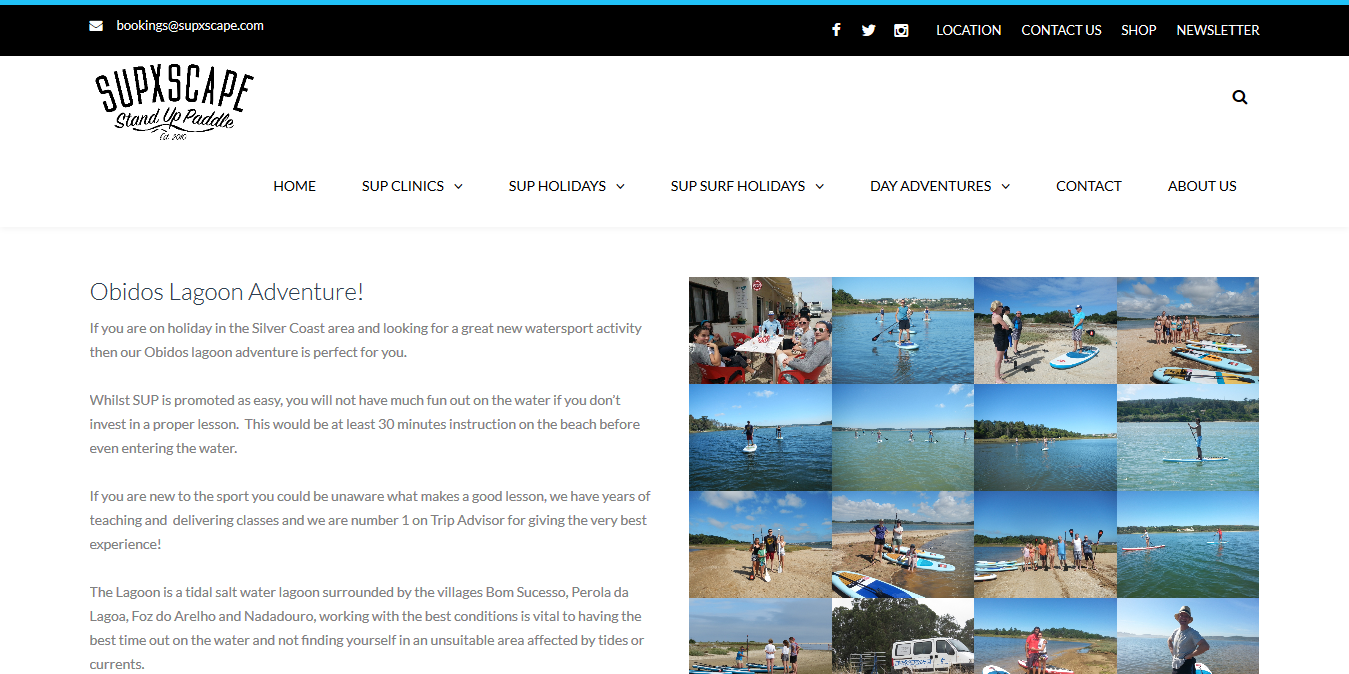 bookings@supxscape.com
LOCATION CONTACT US SHOP NEWSLETTER
SUPXSCAPE
Stand Up Paddle
Est. 2010
HOME SUP CLINICS SUP HOLIDAYS SUP SURF HOLIDAYS DAY ADVENTURES CONTACT ABOUT US
Obidos Lagoon Adventure!
If you are on holiday in the Silver Coast area and looking for a great new watersport activity
then our Obidos lagoon adventure is perfect for you.
Whilst SUP is promoted as easy, you will not have much fun out on the water if you don't
invest in a proper lesson.  This would be at least 30 minutes instruction on the beach before
even entering the water.
If you are new to the sport you could be unaware what makes a good lesson, we have years of
teaching and  delivering classes and we are number 1 on Trip Advisor for giving the very best
experience!
The Lagoon is a tidal salt water lagoon surrounded by the villages Bom Sucesso, Perola da
Lagoa, Foz do Arelho and Nadadouro, working with the best conditions is vital to having the
best time out on the water and not finding yourself in an unsuitable area affected by tides or
currents.